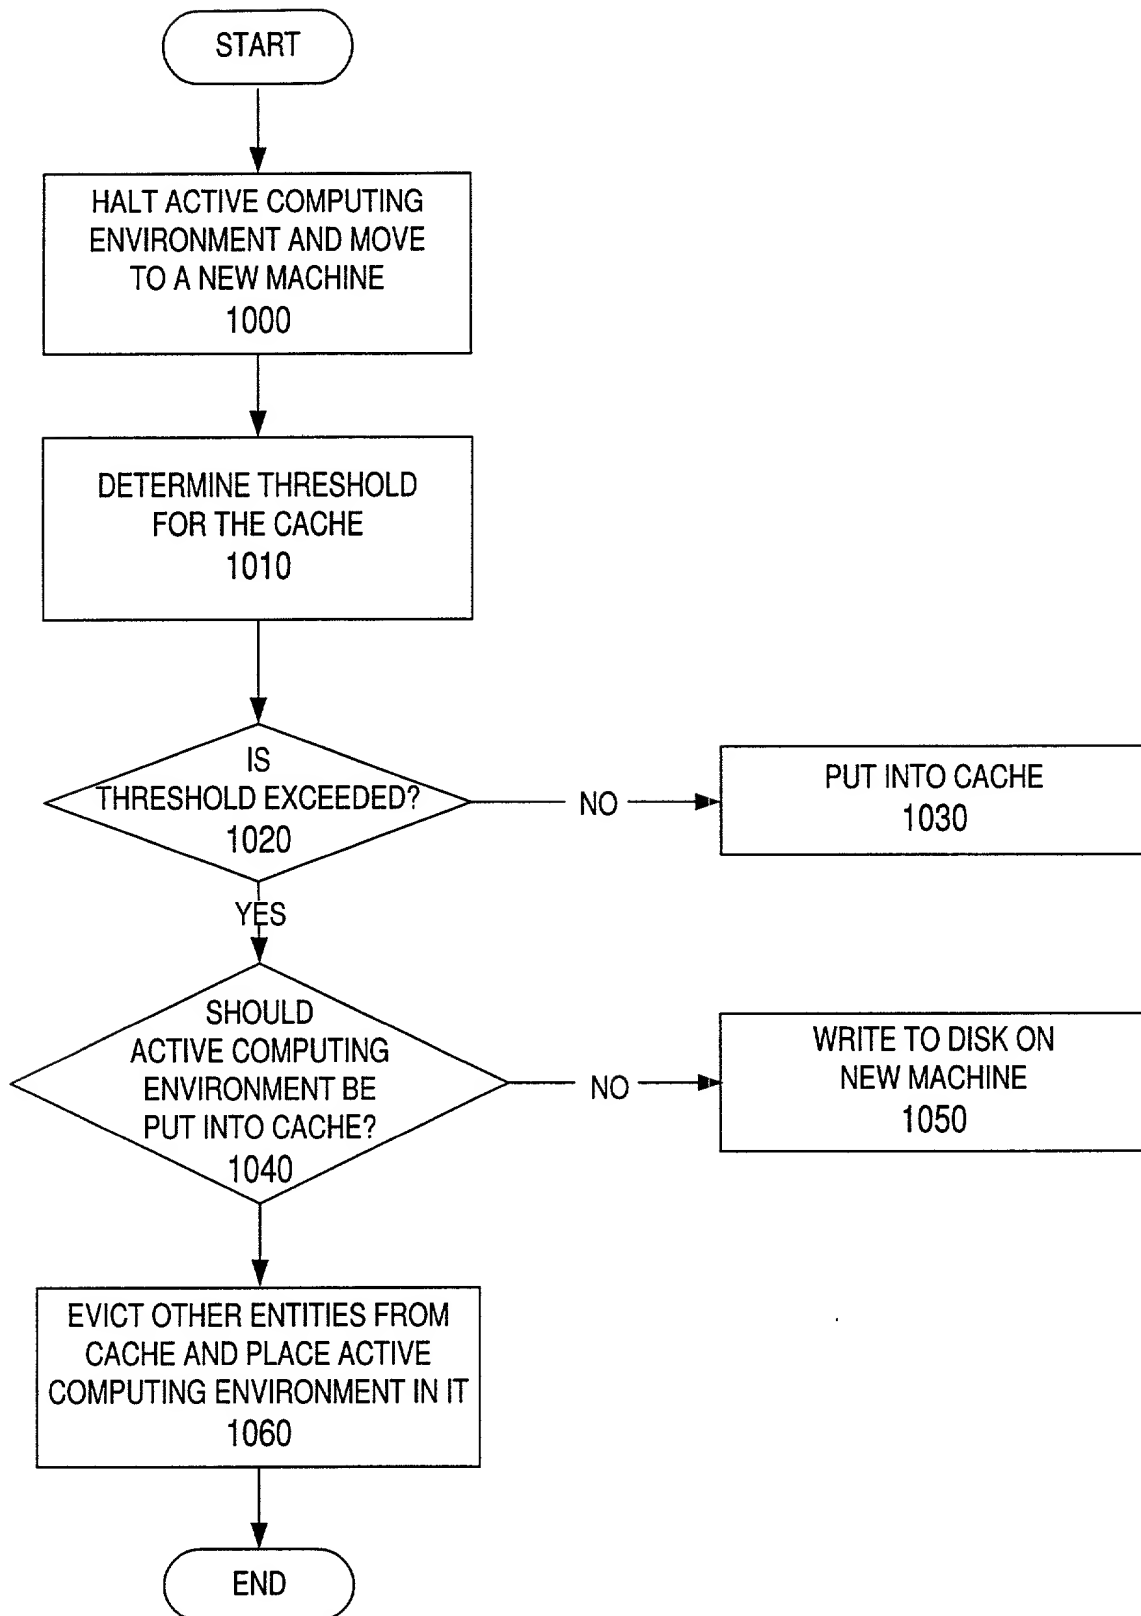 START
HALT ACTIVE COMPUTING
ENVIRONMENT AND MOVE
TO A NEW MACHINE
1000
DETERMINE THRESHOLD
FOR THE CACHE
1010
IS
THRESHOLD EXCEEDED?
1020
NO
PUT INTO CACHE
1030
YES
SHOULD
ACTIVE COMPUTING
ENVIRONMENT BE
PUT INTO CACHE?
1040
NO
WRITE TO DISK ON
NEW MACHINE
1050
EVICT OTHER ENTITIES FROM
CACHE AND PLACE ACTIVE
COMPUTING ENVIRONMENT IN IT
1060
END